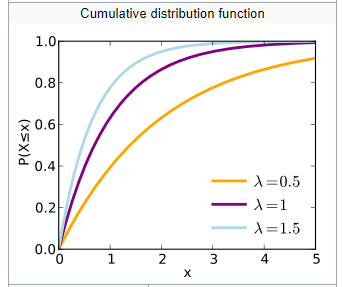 Cumulative distribution function
1.0
0.8
0.6
0.4
0.2
0.0
P(X≤x)
λ=0.5
λ=1
λ=1.5
0 1 2 3 4 5
x